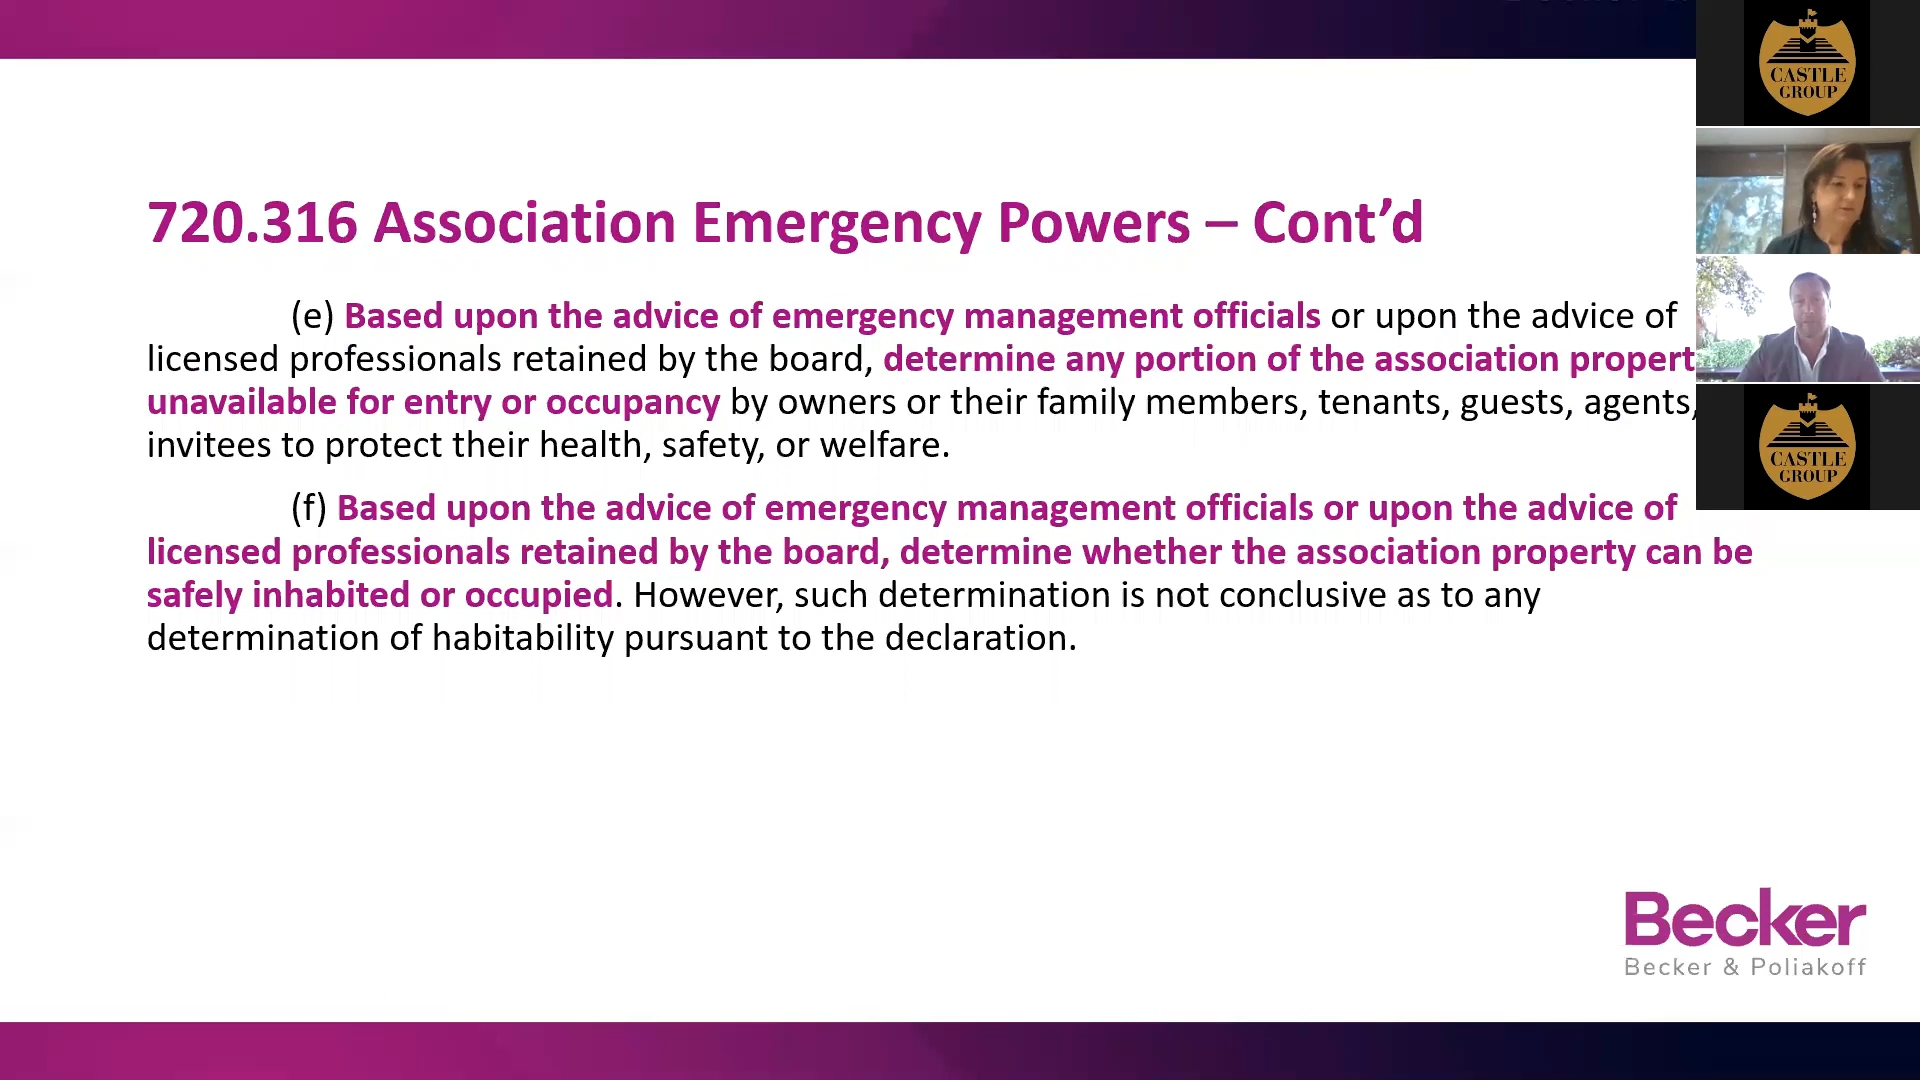 720.316 Association Emergency Powers – Cont’d
(e) Based upon the advice of emergency management officials or upon the advice of
licensed professionals retained by the board, determine any portion of the association propert
unavailable for entry or occupancy by owners or their family members, tenants, guests, agents,
invitees to protect their health, safety, or welfare.
(f) Based upon the advice of emergency management officials or upon the advice of
licensed professionals retained by the board, determine whether the association property can be
safely inhabited or occupied. However, such determination is not conclusive as to any
determination of habitability pursuant to the declaration.
Becker
Becker & Poliakoff
CASTLE
GROUP
CASTLE
GROUP